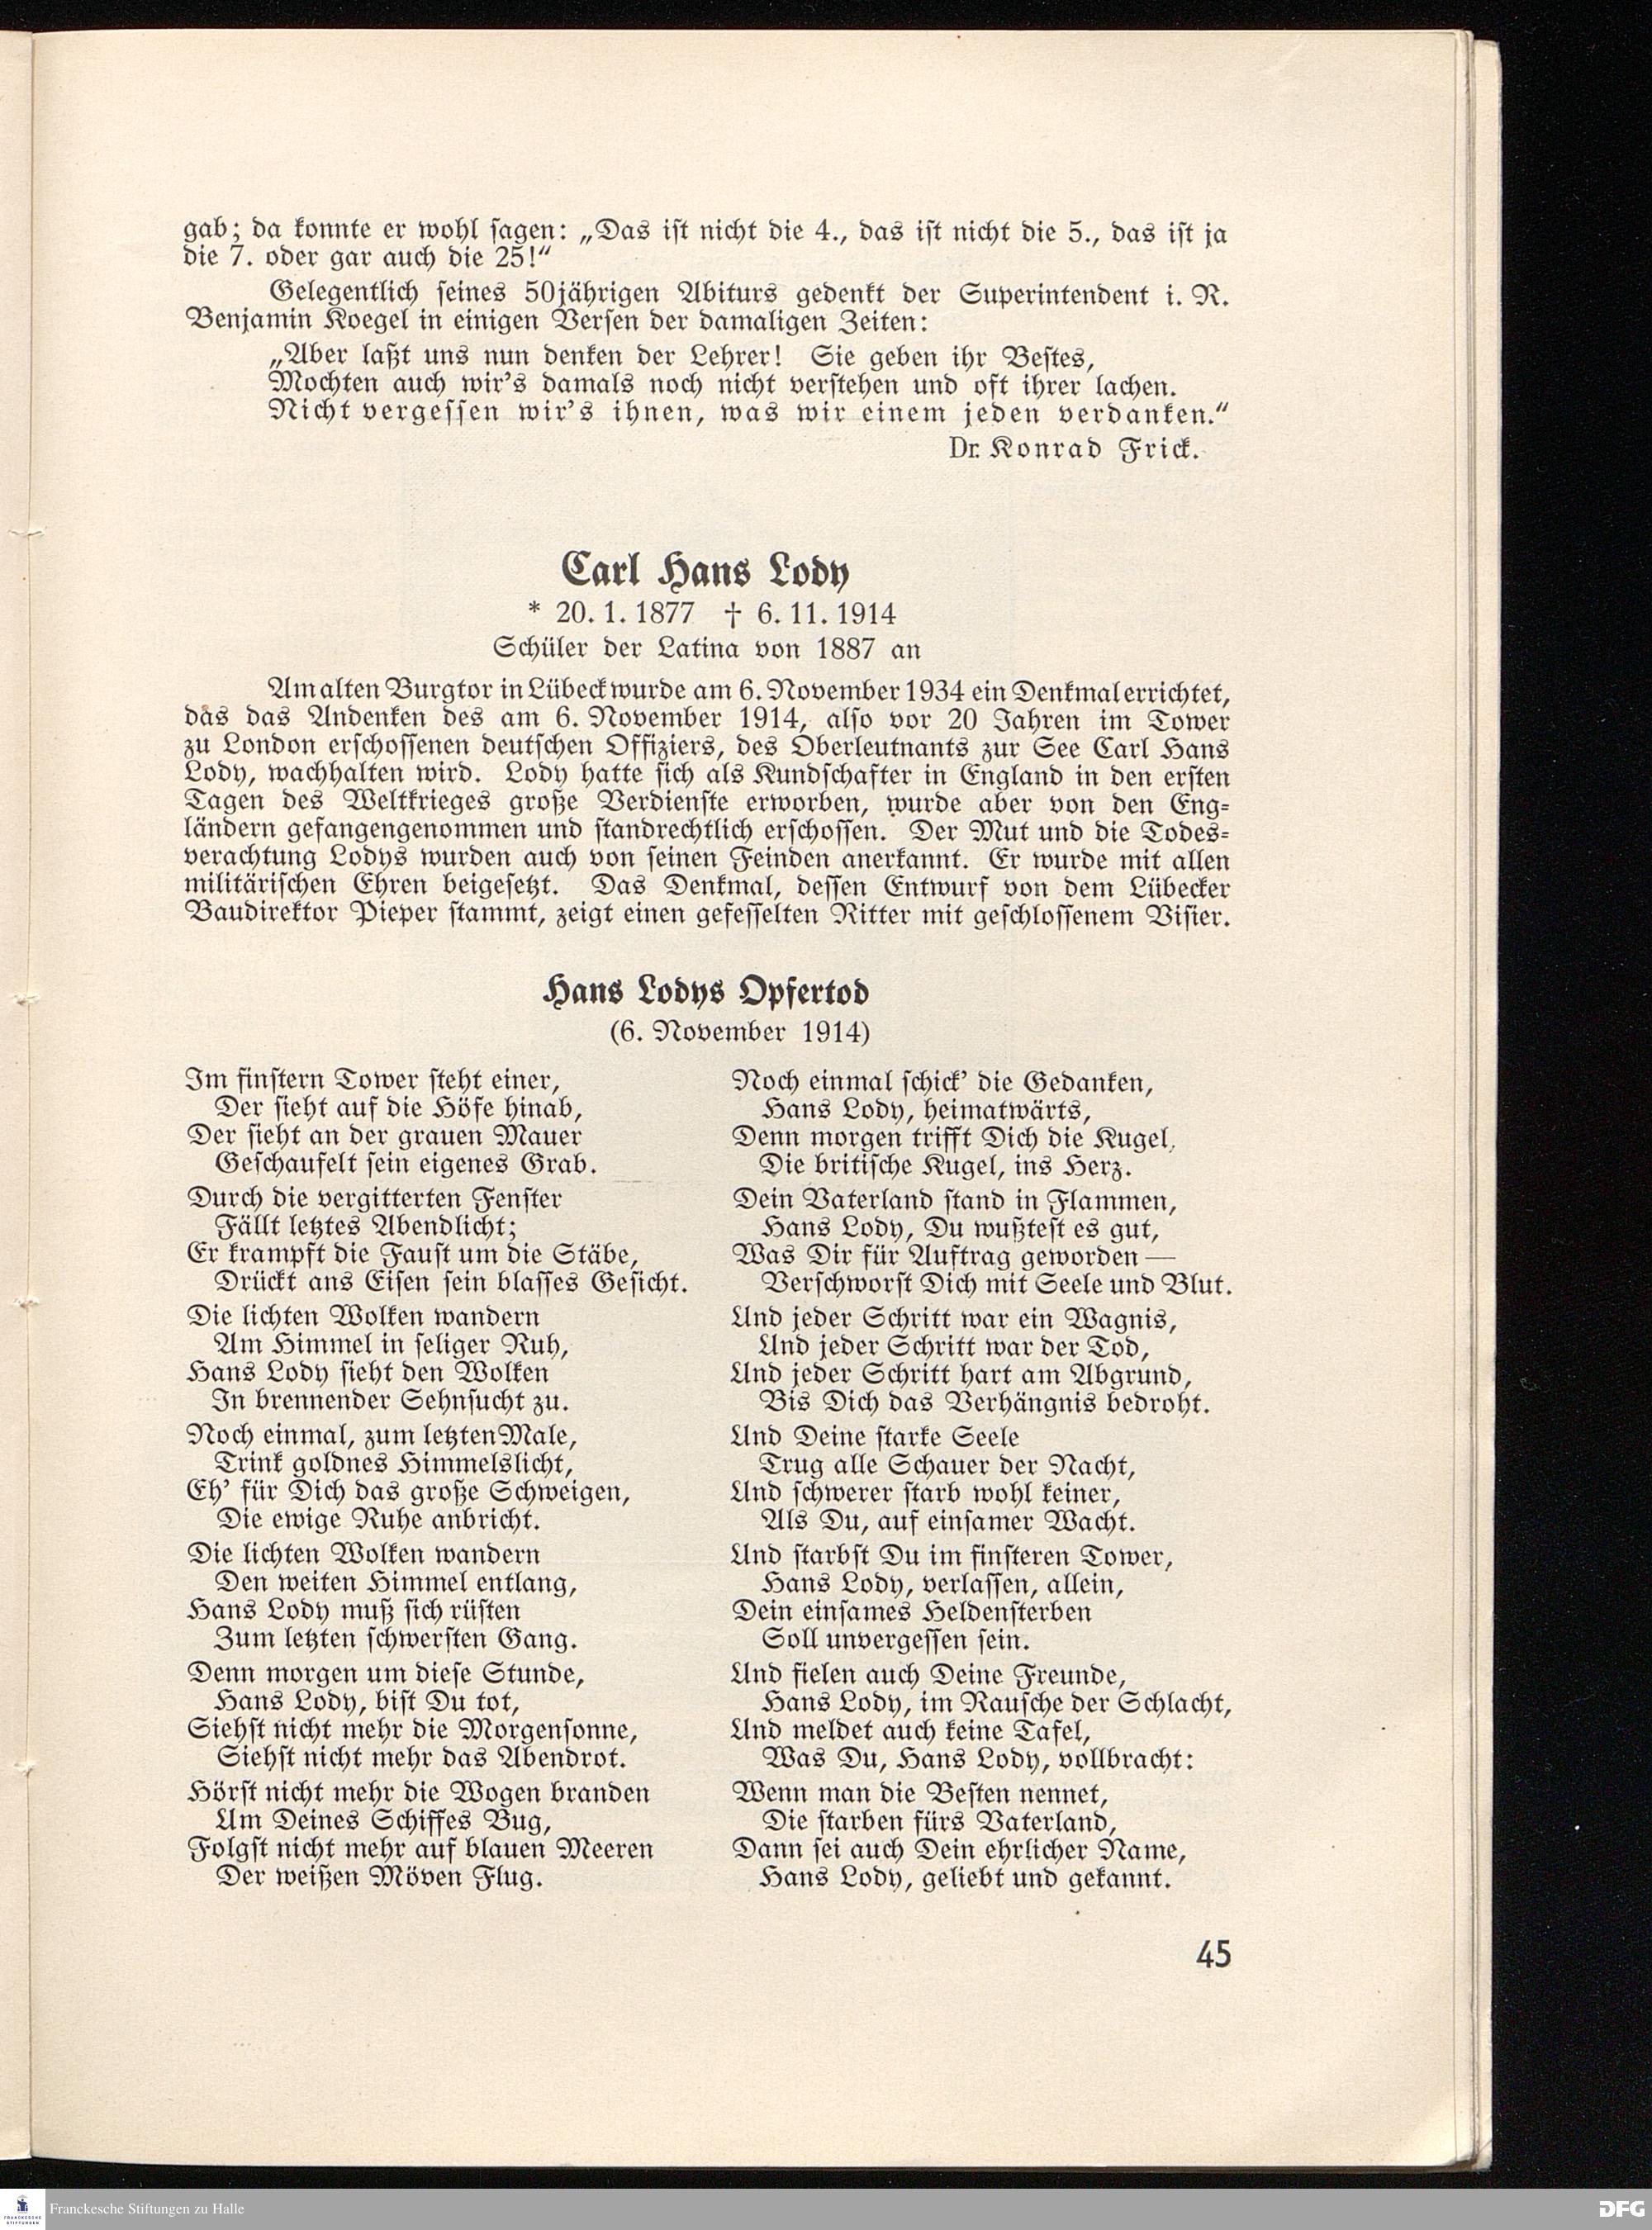 gab; da konnte er wohl sagen: „Das ist nicht die 4., das ist nicht die 5., das ist ja
die 7. oder gar auch die 25!“
Gelegentlich seines 50jährigen Abiturs gedenkt der Superintendent i. R.
Benjamin Koegel in einigen Versen der damaligen Zeiten:
„Aber laßt uns nun denken der Lehrer! Sie geben ihr Bestes,
Mochten auch wir's damals noch nicht verstehen und oft ihrer lachen.
Nicht vergessen wir's ihnen, was wir einem jeden verdanken.“
Dr. Konrad Frick.
Carl Hans Lody
* 20. 1. 1877 † 6. 11. 1914
Schüler der Latina von 1887 an
Am alten Burgtor in Lübeck wurde am 6. November 1934 ein Denkmal errichtet,
das das Andenken des am 6. November 1914, also vor 20 Jahren im Tower
zu London erschossenen deutschen Offiziers, des Oberleutnants zur See Carl Hans
Lody, wachhalten wird. Lody hatte sich als Kundschafter in England in den ersten
Tagen des Weltkrieges große Verdienste erworben, wurde aber von den Eng-
ländern gefangengenommen und standrechtlich erschossen. Der Mut und die Todes-
verachtung Lodys wurden auch von seinen Feinden anerkannt. Er wurde mit allen
militärischen Ehren beigesetzt. Das Denkmal, dessen Entwurf von dem Lübecker
Baudirektor Pieper stammt, zeigt einen gefesselten Ritter mit geschlossenem Visier.
Hans Lodys Opfertod
(6. November 1914)
Im finstern Tower steht einer,
Der sieht auf die Höfe hinab,
Der sieht an der grauen Mauer
Geschaufelt sein eigenes Grab.
Durch die vergitterten Fenster
Fällt letztes Abendlicht;
Er krampft die Faust um die Stäbe,
Drückt ans Eisen sein blasses Gesicht.
Die lichten Wolken wandern
Am Himmel in seliger Ruh,
Hans Lody sieht den Wolken
In brennender Sehnsucht zu.
Noch einmal, zum letzten Male,
Trink goldnes Himmelslicht,
Eh' für Dich das große Schweigen,
Die ewige Ruhe anbricht.
Die lichten Wolken wandern
Den weiten Himmel entlang,
Hans Lody muß sich rüsten
Zum letzten schwersten Gang.
Denn morgen um diese Stunde,
Hans Lody, bist Du tot,
Siehst nicht mehr die Morgensonne,
Siehst nicht mehr das Abendrot.
Hörst nicht mehr die Wogen branden
Um Deines Schiffes Bug,
Folgst nicht mehr auf blauen Meeren
Der weißen Möven Flug.
Noch einmal schick' die Gedanken,
Hans Lody, heimatwärts,
Denn morgen trifft Dich die Kugel,
Die britische Kugel, ins Herz.
Dein Vaterland stand in Flammen,
Hans Lody, Du wußtest es gut,
Was Dir für Auftrag geworden —
Verschworst Dich mit Seele und Blut.
Und jeder Schritt war ein Wagnis,
Und jeder Schritt war der Tod,
Und jeder Schritt hart am Abgrund,
Bis Dich das Verhängnis bedroht.
Und Deine starke Seele
Trug alle Schauer der Nacht,
Und schwerer starb wohl keiner,
Als Du, auf einsamer Wacht.
Und starbst Du im finsteren Tower,
Hans Lody, verlassen, allein,
Dein einsames Heldensterben
Soll unvergessen sein.
Und fielen auch Deine Freunde,
Hans Lody, im Rausche der Schlacht,
Und meldet auch keine Tafel,
Was Du, Hans Lody, vollbracht:
Wenn man die Besten nennet,
Die starben fürs Vaterland,
Dann sei auch Dein ehrlicher Name,
Hans Lody, geliebt und gekannt.
45
FRANCKESCHE
STIFTUNGEN
Franckesche Stiftungen zu Halle
DFG